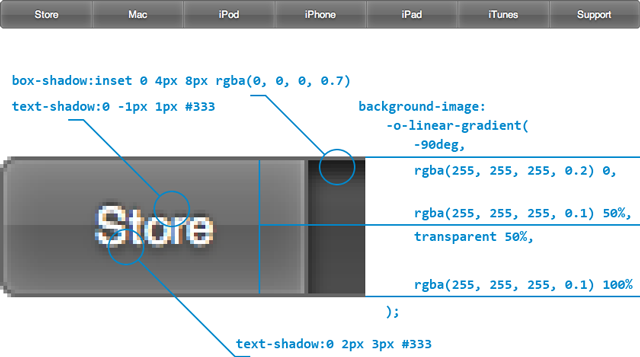 Store Mac iPod iPhone iPad iTunes Support
box-shadow:inset 0 4px 8px rgba(0, 0, 0, 0.7)
text-shadow:0 -1px 1px #333
background-image:
-o-linear-gradient(
-90deg,
rgba(255, 255, 255, 0.2) 0,
rgba(255, 255, 255, 0.1) 50%,
transparent 50%,
rgba(255, 255, 255, 0.1) 100%
);
Store
text-shadow:0 2px 3px #333